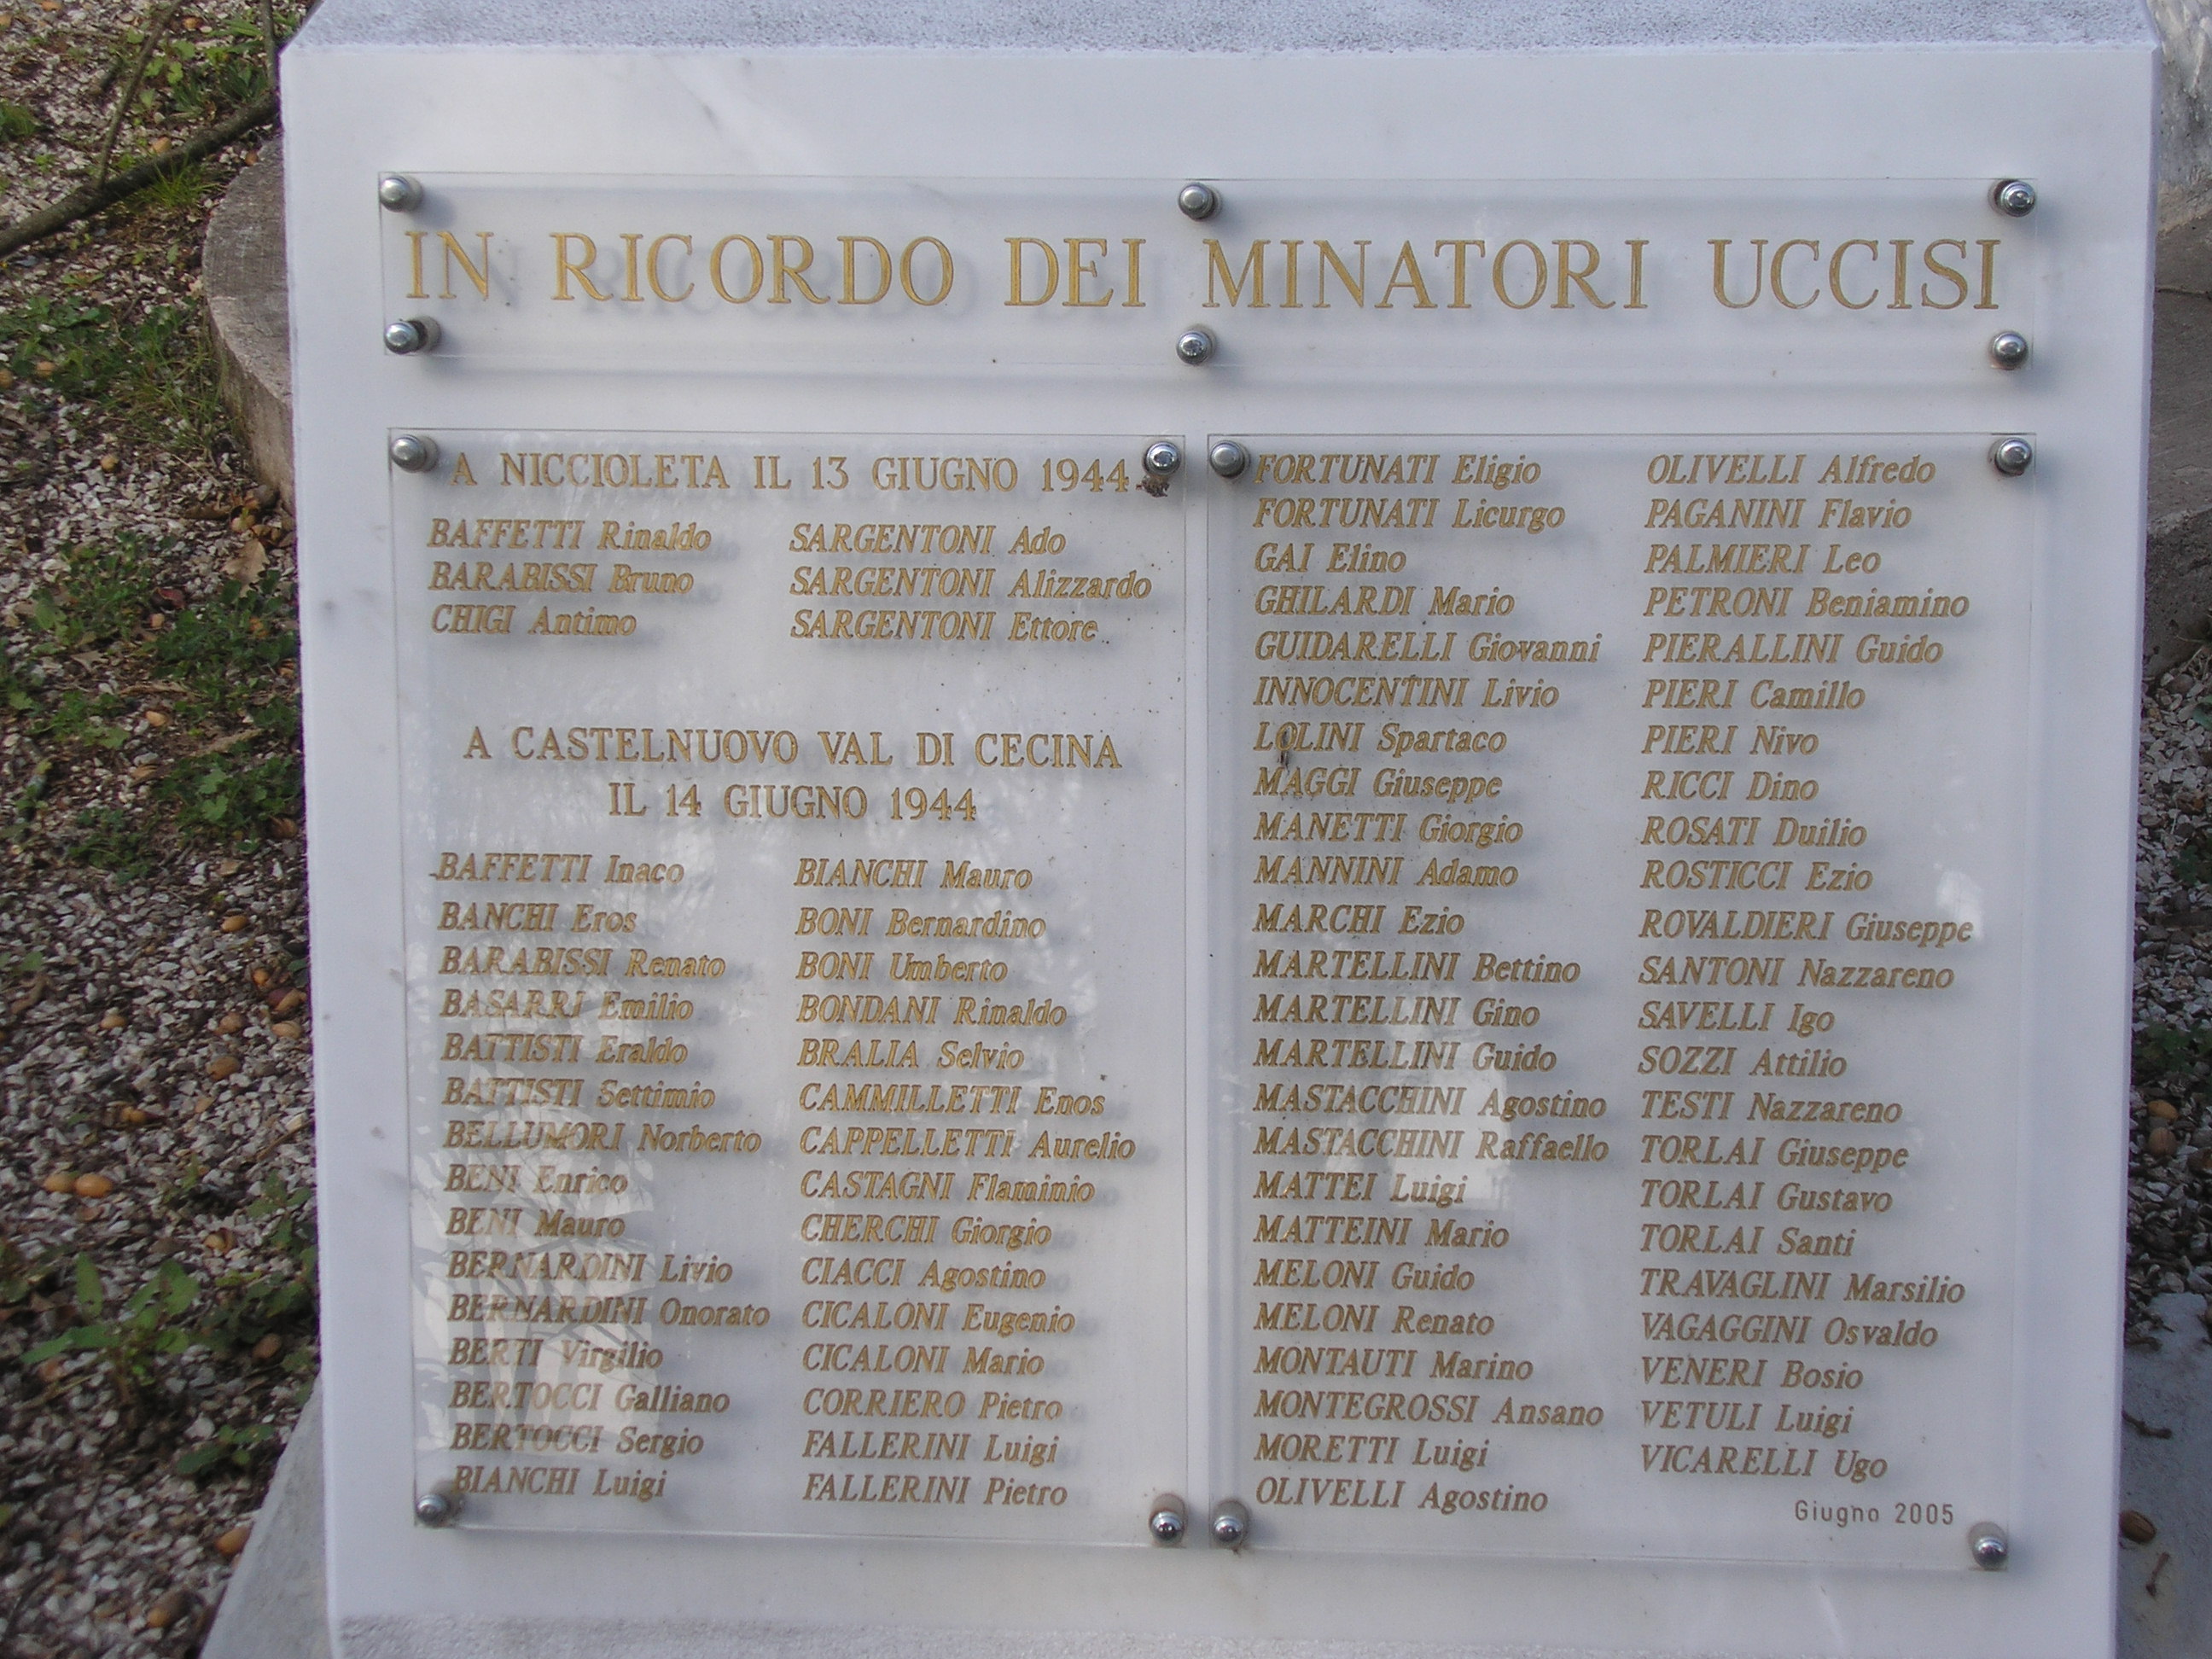 IN RICORDO DEI MINATORI UCCISI
A NICCIOLETA IL 13 GIUGNO 1944
BAFFETTI Rinaldo
BARABISSI Bruno
CHIGI Antimo
SARGENTONI Ado
SARGENTONI Alizzardo
SARGENTONI Ettore
A CASTELNUOVO VAL DI CECINA
IL 14 GIUGNO 1944
BAFFETTI Inaco
BANCHI Eros
BARABISSI Renato
BASARRI Emilio
BATTISTI Eraldo
BATTISTI Settimio
BELLUMORI Norberto
BENI Enrico
BENI Mauro
BERNARDINI Livio
BERNARDINI Onorato
BERTI Virgilio
BERTOCCI Galliano
BERTOCCI Sergio
BIANCHI Luigi
BIANCHI Mauro
BONI Bernardino
BONI Umberto
BONDANI Rinaldo
BRALIA Selvio
CAMMILLETTI Enos
CAPPELLETTI Aurelio
CASTAGNI Flaminio
CHERCHI Giorgio
CIACCI Agostino
CICALONI Eugenio
CICALONI Mario
CORRIERO Pietro
FALLERINI Luigi
FALLERINI Pietro
FORTUNATI Eligio
FORTUNATI Licurgo
GAI Elino
GHILARDI Mario
GUIDARELLI Giovanni
INNOCENTINI Livio
LOLINI Spartaco
MAGGI Giuseppe
MANETTI Giorgio
MANNINI Adamo
MARCHI Ezio
MARTELLINI Bettino
MARTELLINI Gino
MARTELLINI Guido
MASTACCHINI Agostino
MASTACCHINI Raffaello
MATTEI Luigi
MATTEINI Mario
MELONI Guido
MELONI Renato
MONTAUTI Marino
MONTEGROSSI Ansano
MORETTI Luigi
OLIVELLI Agostino
OLIVELLI Alfredo
PAGANINI Flavio
PALMIERI Leo
PETRONI Beniamino
PIERALLINI Guido
PIERI Camillo
PIERI Nivo
RICCI Dino
ROSATI Duilio
ROSTICCI Ezio
ROVALDIERI Giuseppe
SANTONI Nazzareno
SAVELLI Igo
SOZZI Attilio
TESTI Nazzareno
TORLAI Giuseppe
TORLAI Gustavo
TORLAI Santi
TRAVAGLINI Marsilio
VAGAGGINI Osvaldo
VENERI Bosio
VETULI Luigi
VICARELLI Ugo
Giugno 2005